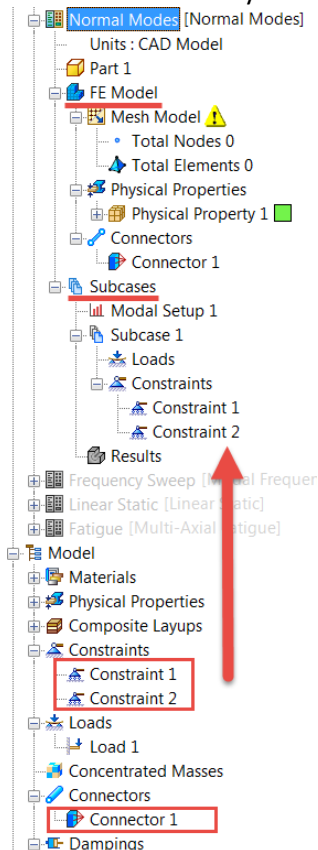 Normal Modes [Normal Modes]
Units : CAD Model
Part 1
FE Model
Mesh Model
Total Nodes 0
Total Elements 0
Physical Properties
Physical Property 1
Connectors
Connector 1
Subcases
Modal Setup 1
Subcase 1
Loads
Constraints
Constraint 1
Constraint 2
Results
Frequency Sweep Frequen
Linear Static [Linear
Fatigue [Multi-Axial
Model
Materials
Physical Properties
Composite Layups
Constraints
Constraint 1
Constraint 2
Loads
Load 1
Concentrated Masses
Connectors
Connector 1
Dampings